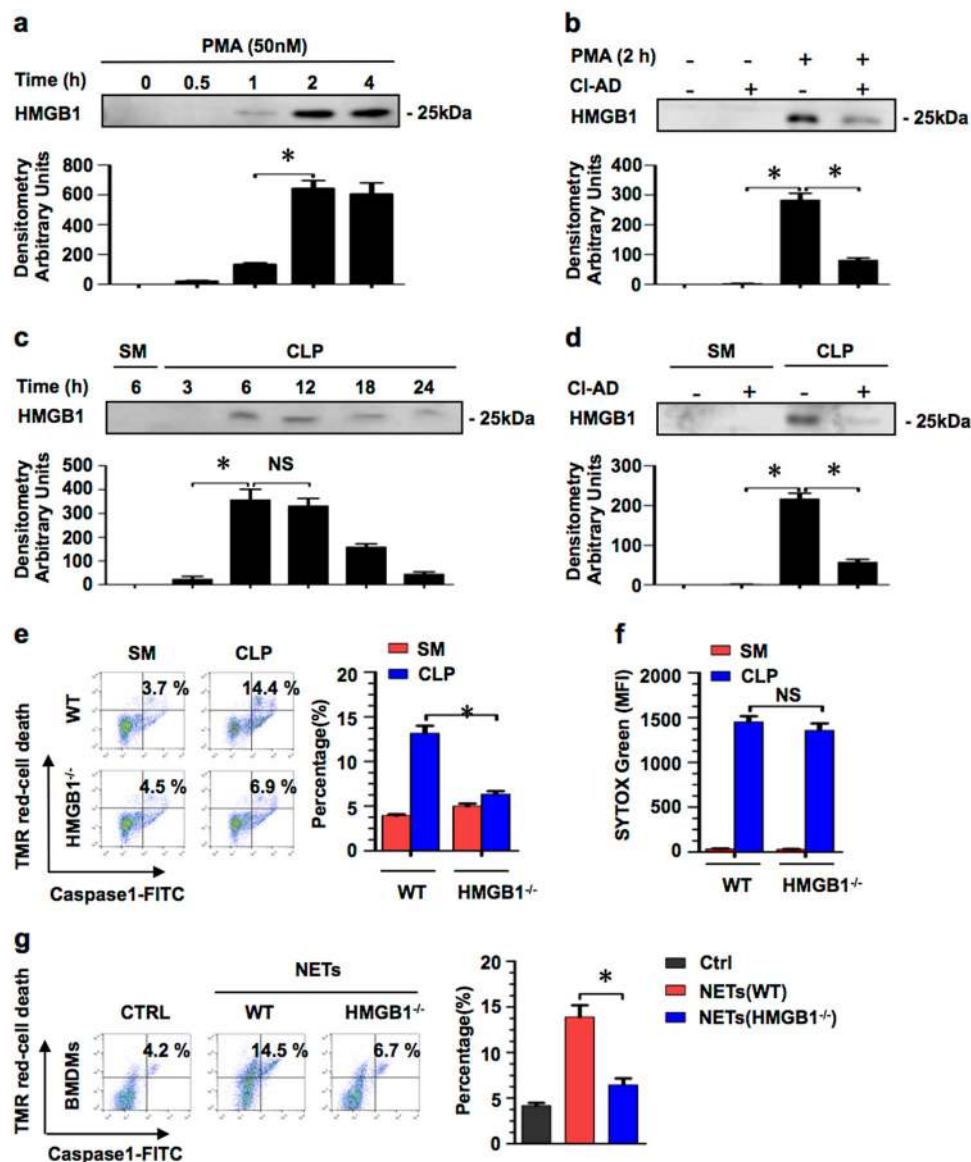 a
PMA (50nM)
Time (h) 0 0.5 1 2 4
HMGB1 - 25kDa
Densitometry
Arbitrary Units
800
600
400
200
0
*
b
PMA (2 h) - - + +
Cl-AD - + - +
HMGB1 - 25kDa
Densitometry
Arbitrary Units
400
300
200
100
0
* *
c
SM CLP
Time (h) 6 3 6 12 18 24
HMGB1 - 25kDa
Densitometry
Arbitrary Units
500
400
300
200
100
0
* NS
d
SM CLP
Cl-AD - + - +
HMGB1 - 25kDa
Densitometry
Arbitrary Units
300
200
100
0
* *
e
SM CLP
TMR red-cell death
WT
3.7 % 14.4 %
HMGB1-/-
4.5 % 6.9 %
Caspase1-FITC
SM
CLP
Percentage(%)
20
15
10
5
0
*
WT HMGB1-/-
f
SM
CLP
SYTOX Green (MFI)
2000
1500
1000
500
0
NS
WT HMGB1-/-
g
NETs
CTRL WT HMGB1-/-
TMR red-cell death
BMDMs
4.2 % 14.5 % 6.7 %
Caspase1-FITC
Percentage(%)
20
15
10
5
0
*
Ctrl
NETs(WT)
NETs(HMGB1-/-)